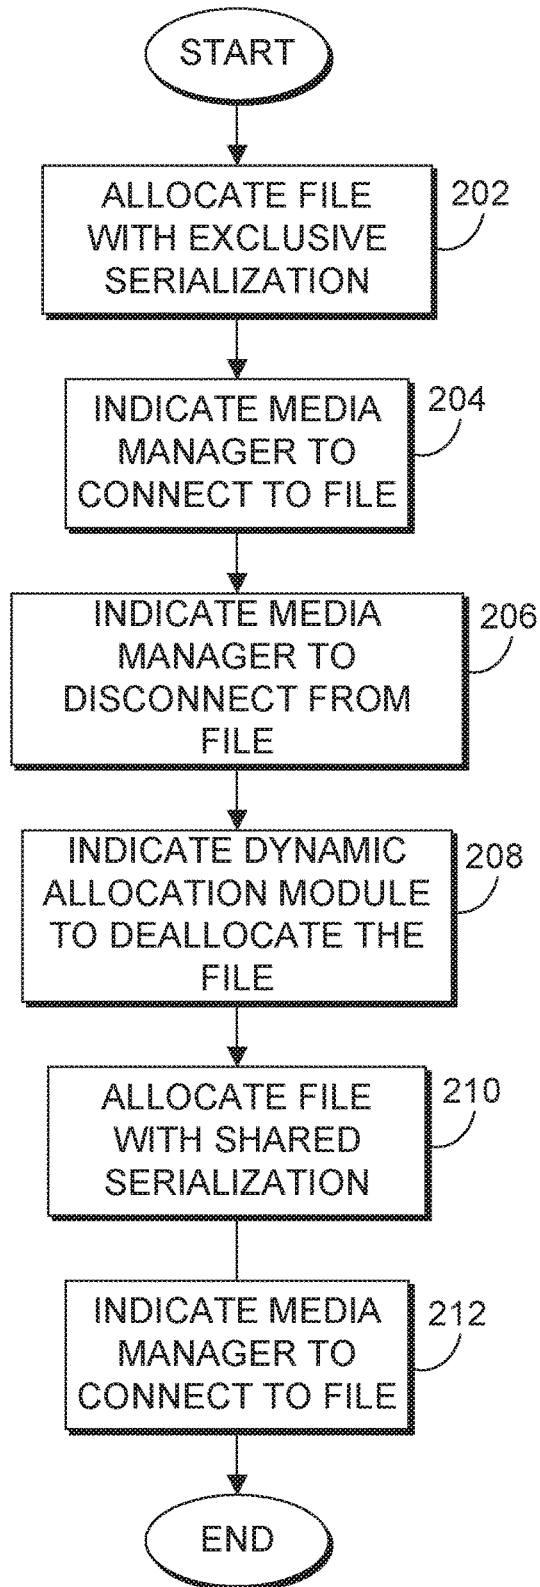 START
ALLOCATE FILE
WITH EXCLUSIVE
SERIALIZATION
202
INDICATE MEDIA
MANAGER TO
CONNECT TO FILE
204
INDICATE MEDIA
MANAGER TO
DISCONNECT FROM
FILE
206
INDICATE DYNAMIC
ALLOCATION MODULE
TO DEALLOCATE THE
FILE
208
ALLOCATE FILE
WITH SHARED
SERIALIZATION
210
INDICATE MEDIA
MANAGER TO
CONNECT TO FILE
212
END